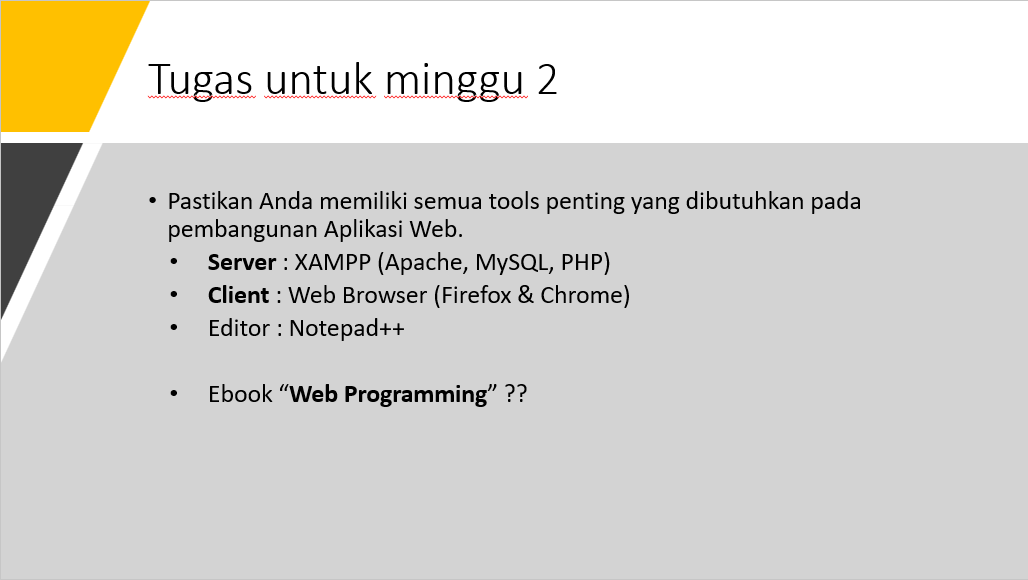 Tugas untuk minggu 2
• Pastikan Anda memiliki semua tools penting yang dibutuhkan pada
pembangunan Aplikasi Web.
• Server : XAMPP (Apache, MySQL, PHP)
• Client : Web Browser (Firefox & Chrome)
• Editor : Notepad++
• Ebook “Web Programming” ??